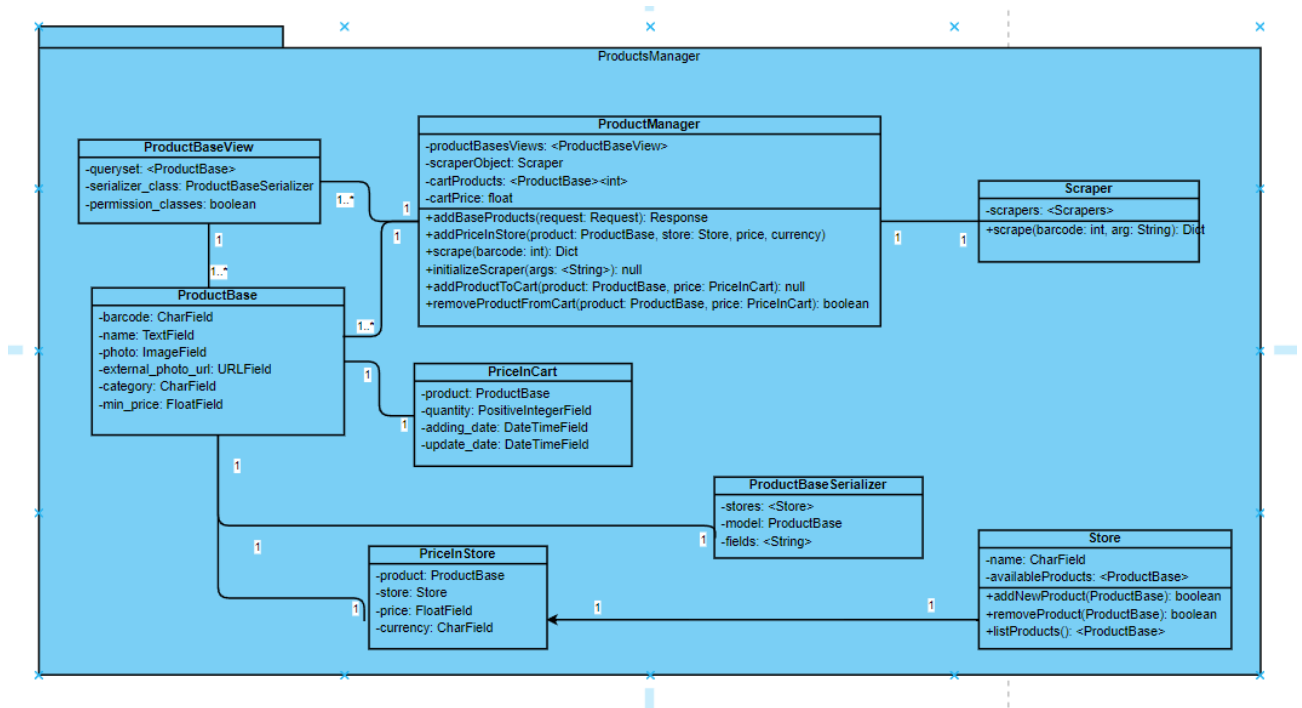 ProductsManager
ProductBaseView
-queryset: <ProductBase>
-serializer_class: ProductBaseSerializer
-permission_classes: boolean
1..*
1
1
1..*
ProductManager
-productBasesViews: <ProductBaseView>
-scraperObject: Scraper
-cartProducts: <ProductBase><int>
-cartPrice: float
+addBaseProducts(request: Request): Response
+addPriceInStore(product: ProductBase, store: Store, price, currency)
+scrape(barcode: int): Dict
+initializeScraper(args: <String>): null
+addProductToCart(product: ProductBase, price: PriceInCart): null
+removeProductFromCart(product: ProductBase, price: PriceInCart): boolean
1
1
Scraper
-scrapers: <Scrapers>
+scrape(barcode: int, arg: String): Dict
1
1..*
ProductBase
-barcode: CharField
-name: TextField
-photo: ImageField
-external_photo_url: URLField
-category: CharField
-min_price: FloatField
1
1
PriceInCart
-product: ProductBase
-quantity: PositiveIntegerField
-adding_date: DateTimeField
-update_date: DateTimeField
1
1
ProductBaseSerializer
-stores: <Store>
-model: ProductBase
-fields: <String>
1
1
PriceInStore
-product: ProductBase
-store: Store
-price: FloatField
-currency: CharField
1
1
Store
-name: CharField
-availableProducts: <ProductBase>
+addNewProduct(ProductBase): boolean
+removeProduct(ProductBase): boolean
+listProducts(): <ProductBase>